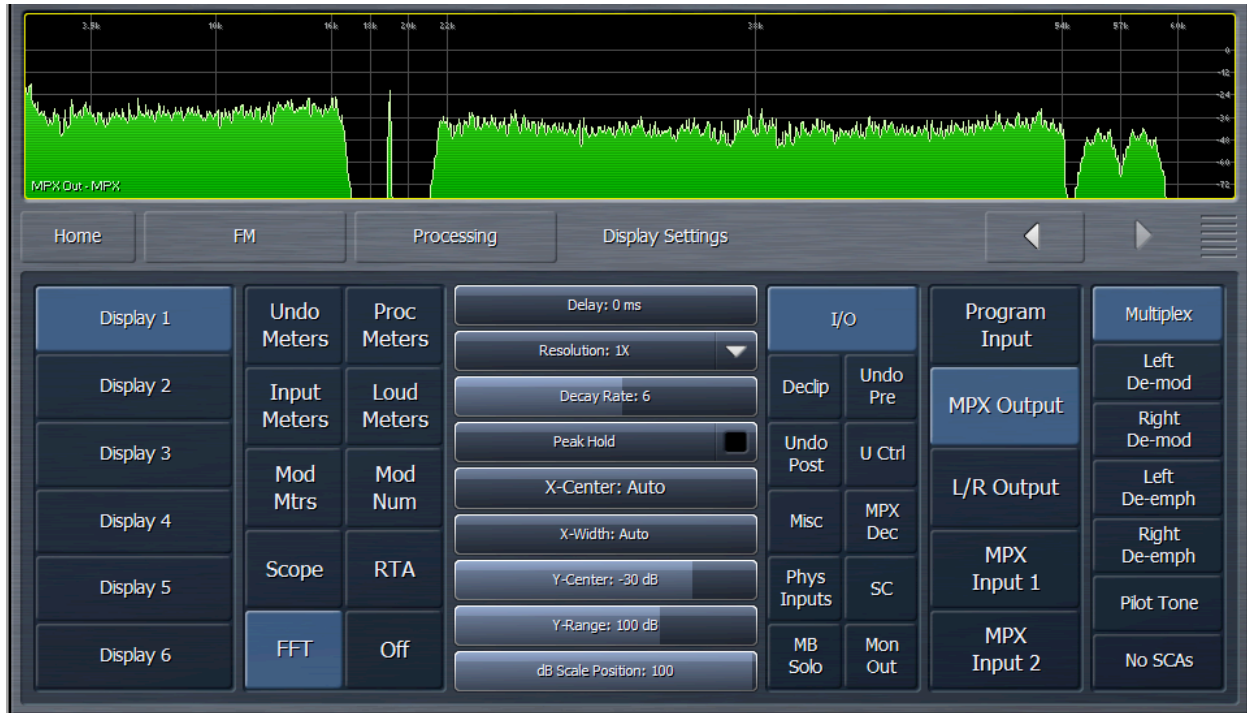 3.5k 10k 16k 18k 20k 22k 38k 54k 57k 60k
0
-12
-24
-36
-48
-60
-72
MPX Out - MPX
Home FM Processing Display Settings
Display 1
Display 2
Display 3
Display 4
Display 5
Display 6
Undo
Meters
Proc
Meters
Input
Meters
Loud
Meters
Mod
Mtrs
Mod
Num
Scope
RTA
FFT
Off
Delay: 0 ms
Resolution: 1X
Decay Rate: 6
Peak Hold
X-Center: Auto
X-Width: Auto
Y-Center: -30 dB
Y-Range: 100 dB
dB Scale Position: 100
I/O
Declip
Undo
Pre
Undo
Post
U Ctrl
Misc
MPX
Dec
Phys
Inputs
SC
MB
Solo
Mon
Out
Program
Input
MPX Output
L/R Output
MPX
Input 1
MPX
Input 2
Multiplex
Left
De-mod
Right
De-mod
Left
De-emph
Right
De-emph
Pilot Tone
No SCAs